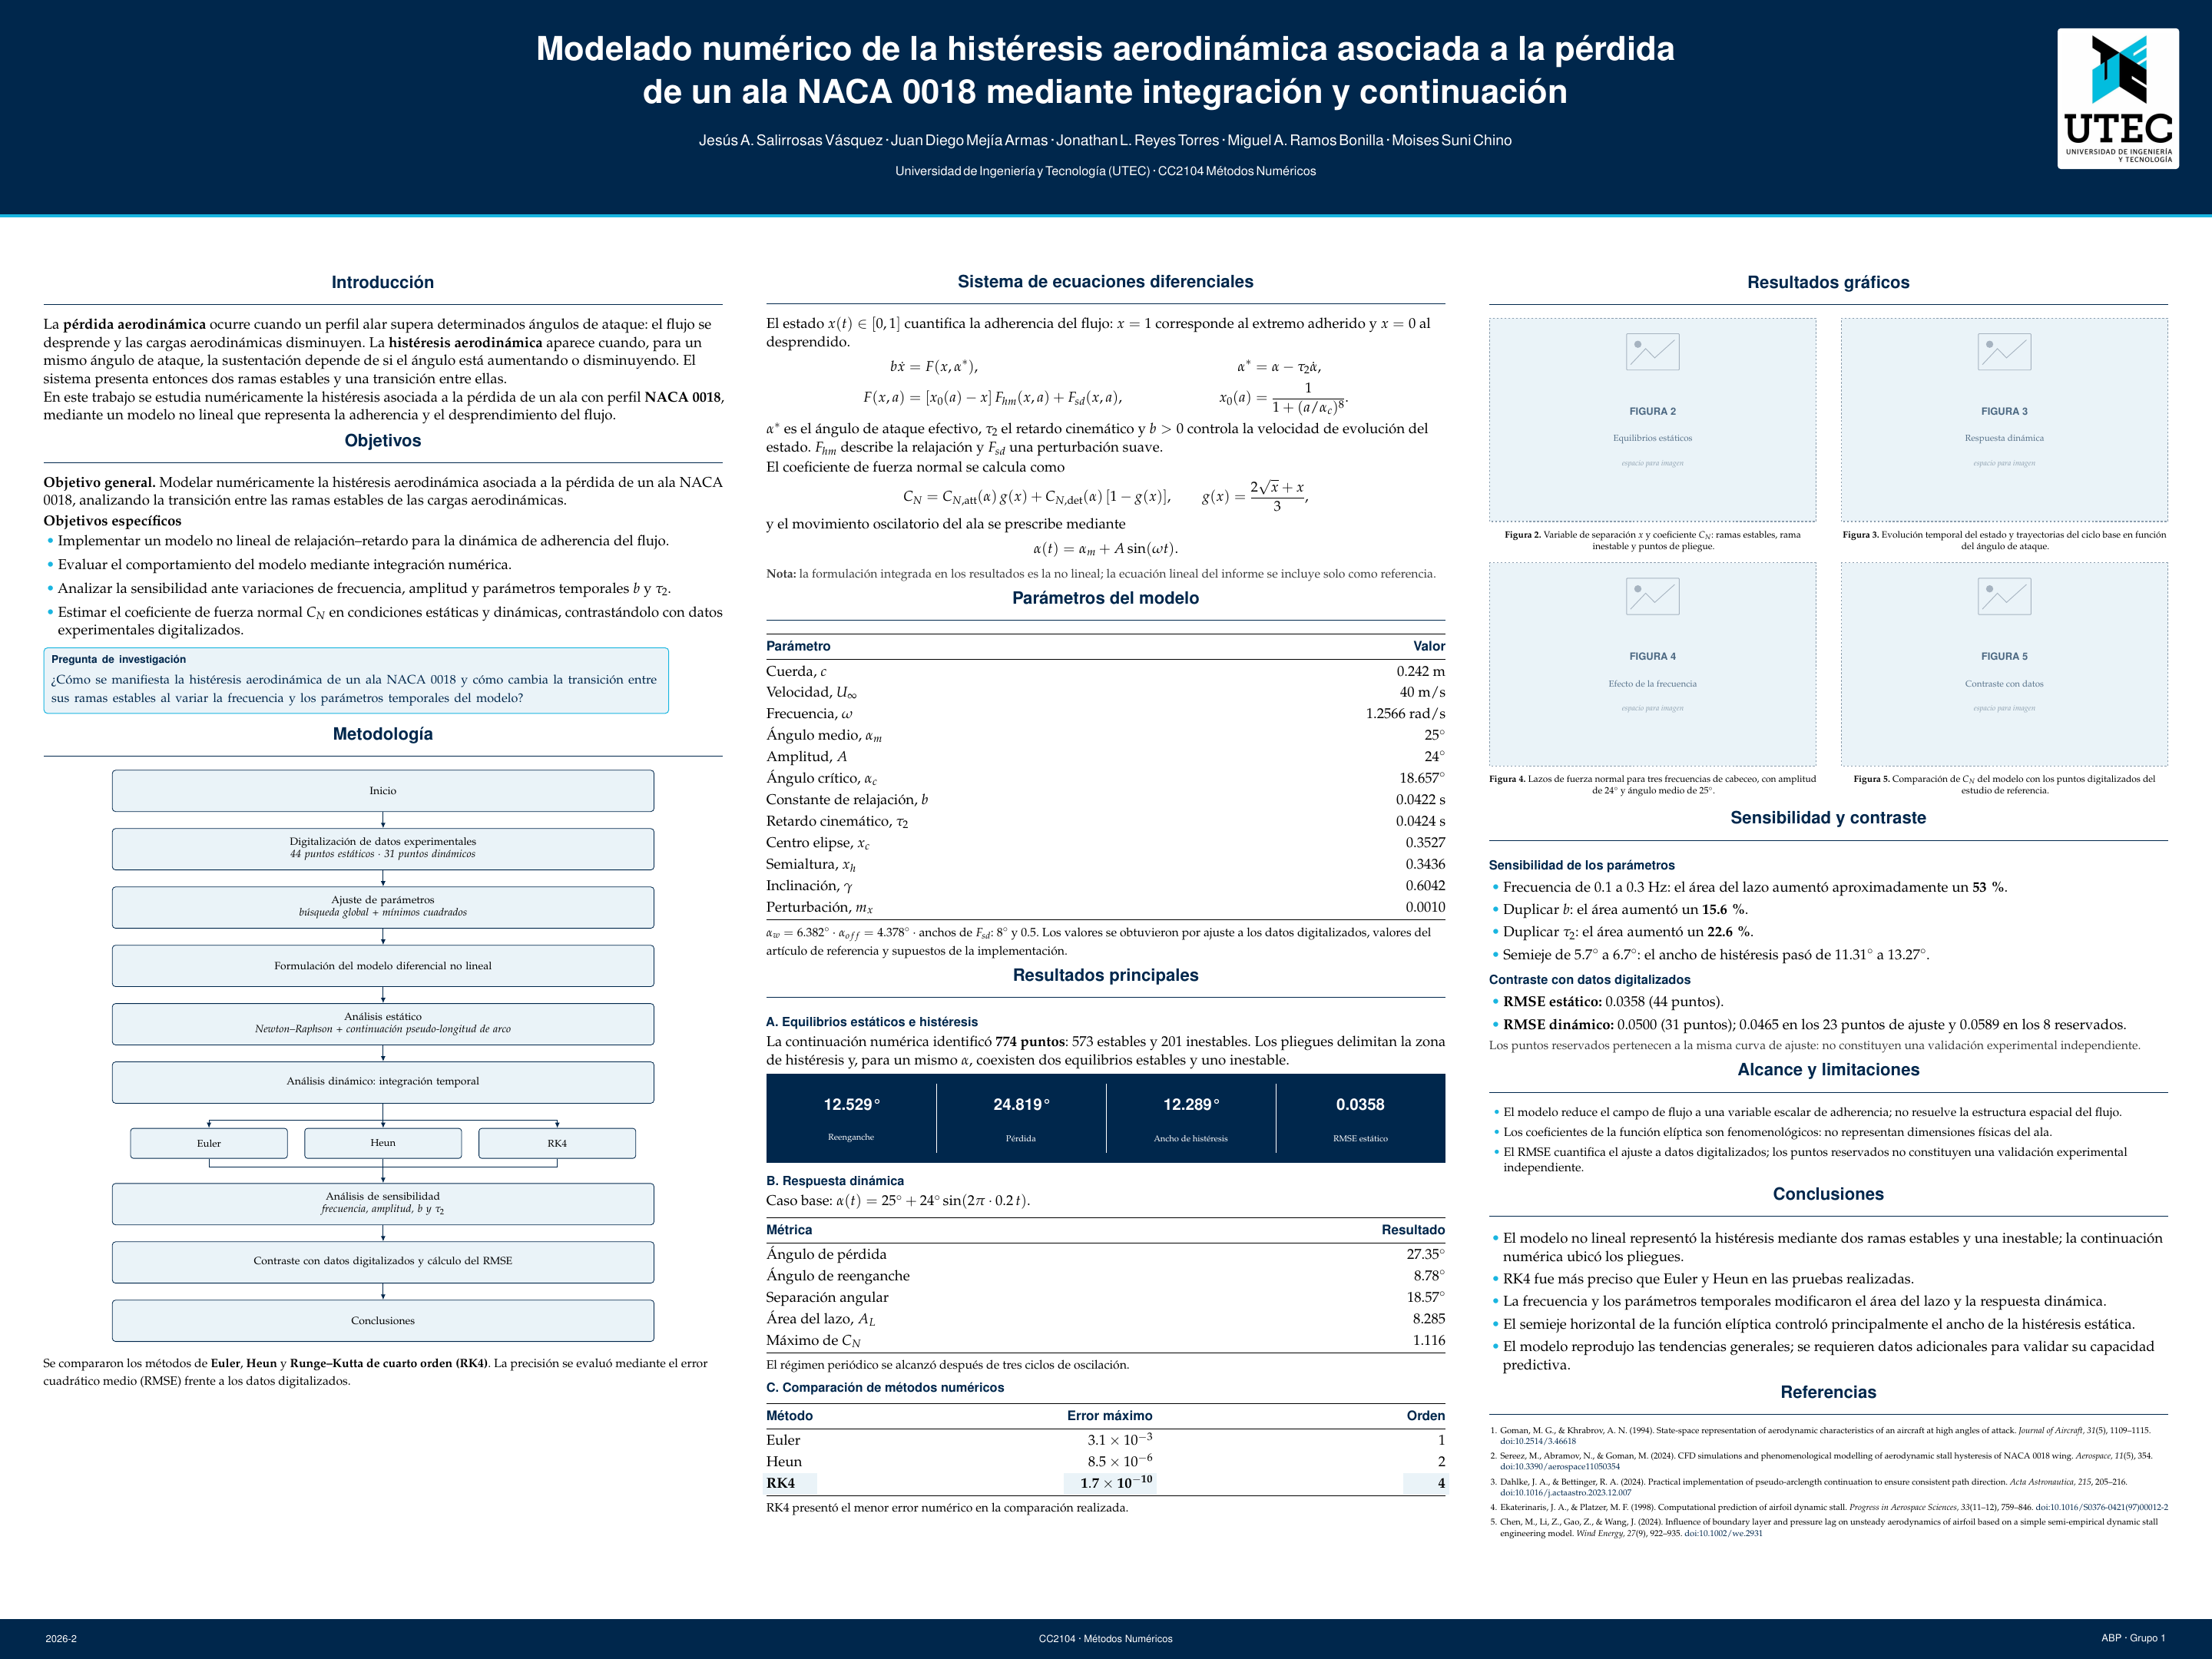 Modelado numérico de la histéresis aerodinámica asociada a la pérdida
de un ala NACA 0018 mediante integración y continuación
Jesús A. Salirrosas Vásquez · Juan Diego Mejía Armas · Jonathan L. Reyes Torres · Miguel A. Ramos Bonilla · Moises Suni Chino
Universidad de Ingeniería y Tecnología (UTEC) · CC2104 Métodos Numéricos
UTEC
UNIVERSIDAD DE INGENIERÍA
Y TECNOLOGÍA
Introducción
La pérdida aerodinámica ocurre cuando un perfil alar supera determinados ángulos de ataque: el flujo se
desprende y las cargas aerodinámicas disminuyen. La histéresis aerodinámica aparece cuando, para un
mismo ángulo de ataque, la sustentación depende de si el ángulo está aumentando o disminuyendo. El
sistema presenta entonces dos ramas estables y una transición entre ellas.
En este trabajo se estudia numéricamente la histéresis asociada a la pérdida de un ala con perfil NACA 0018,
mediante un modelo no lineal que representa la adherencia y el desprendimiento del flujo.
Objetivos
Objetivo general. Modelar numéricamente la histéresis aerodinámica asociada a la pérdida de un ala NACA
0018, analizando la transición entre las ramas estables de las cargas aerodinámicas.
Objetivos específicos
• Implementar un modelo no lineal de relajación–retardo para la dinámica de adherencia del flujo.
• Evaluar el comportamiento del modelo mediante integración numérica.
• Analizar la sensibilidad ante variaciones de frecuencia, amplitud y parámetros temporales b y τ₂.
• Estimar el coeficiente de fuerza normal C_N en condiciones estáticas y dinámicas, contrastándolo con datos
experimentales digitalizados.
Pregunta de investigación
¿Cómo se manifiesta la histéresis aerodinámica de un ala NACA 0018 y cómo cambia la transición entre
sus ramas estables al variar la frecuencia y los parámetros temporales del modelo?
Metodología
Inicio
Digitalización de datos experimentales
44 puntos estáticos · 31 puntos dinámicos
Ajuste de parámetros
búsqueda global + mínimos cuadrados
Formulación del modelo diferencial no lineal
Análisis estático
Newton–Raphson + continuación pseudo-longitud de arco
Análisis dinámico: integración temporal
Euler
Heun
RK4
Análisis de sensibilidad
frecuencia, amplitud, b y τ₂
Contraste con datos digitalizados y cálculo del RMSE
Conclusiones
Se compararon los métodos de Euler, Heun y Runge–Kutta de cuarto orden (RK4). La precisión se evaluó mediante el error
cuadrático medio (RMSE) frente a los datos digitalizados.
Sistema de ecuaciones diferenciales
El estado x(t) ∈ [0, 1] cuantifica la adherencia del flujo: x = 1 corresponde al extremo adherido y x = 0 al
desprendido.
bẋ = F(x, α*), α* = α − τ₂α̇,
F(x, a) = [x₀(a) − x] F_hm(x, a) + F_sd(x, a), x₀(a) = 1 / (1 + (a/α_c)⁸).
α* es el ángulo de ataque efectivo, τ₂ el retardo cinemático y b > 0 controla la velocidad de evolución del
estado. F_hm describe la relajación y F_sd una perturbación suave.
El coeficiente de fuerza normal se calcula como
C_N = C_N,att(α) g(x) + C_N,det(α) [1 − g(x)], g(x) = (2√x + x) / 3,
y el movimiento oscilatorio del ala se prescribe mediante
α(t) = α_m + A sin(ωt).
Nota: la formulación integrada en los resultados es la no lineal; la ecuación lineal del informe se incluye solo como referencia.
Parámetros del modelo
Parámetro Valor
Cuerda, c 0.242 m
Velocidad, U∞ 40 m/s
Frecuencia, ω 1.2566 rad/s
Ángulo medio, α_m 25°
Amplitud, A 24°
Ángulo crítico, α_c 18.657°
Constante de relajación, b 0.0422 s
Retardo cinemático, τ₂ 0.0424 s
Centro elipse, x_c 0.3527
Semialtura, x_h 0.3436
Inclinación, γ 0.6042
Perturbación, m_x 0.0010
α_w = 6.382° · α_off = 4.378° · anchos de F_sd: 8° y 0.5. Los valores se obtuvieron por ajuste a los datos digitalizados, valores del
artículo de referencia y supuestos de la implementación.
Resultados principales
A. Equilibrios estáticos e histéresis
La continuación numérica identificó 774 puntos: 573 estables y 201 inestables. Los pliegues delimitan la zona
de histéresis y, para un mismo α, coexisten dos equilibrios estables y uno inestable.
12.529° 24.819° 12.289° 0.0358
Reenganche Pérdida Ancho de histéresis RMSE estático
B. Respuesta dinámica
Caso base: α(t) = 25° + 24° sin(2π · 0.2 t).
Métrica Resultado
Ángulo de pérdida 27.35°
Ángulo de reenganche 8.78°
Separación angular 18.57°
Área del lazo, A_L 8.285
Máximo de C_N 1.116
El régimen periódico se alcanzó después de tres ciclos de oscilación.
C. Comparación de métodos numéricos
Método Error máximo Orden
Euler 3.1 × 10⁻³ 1
Heun 8.5 × 10⁻⁶ 2
RK4 1.7 × 10⁻¹⁰ 4
RK4 presentó el menor error numérico en la comparación realizada.
Resultados gráficos
FIGURA 2
Equilibrios estáticos
espacio para imagen
Figura 2. Variable de separación x y coeficiente C_N: ramas estables, rama
inestable y puntos de pliegue.
FIGURA 3
Respuesta dinámica
espacio para imagen
Figura 3. Evolución temporal del estado y trayectorias del ciclo base en función
del ángulo de ataque.
FIGURA 4
Efecto de la frecuencia
espacio para imagen
Figura 4. Lazos de fuerza normal para tres frecuencias de cabeceo, con amplitud
de 24° y ángulo medio de 25°.
FIGURA 5
Contraste con datos
espacio para imagen
Figura 5. Comparación de C_N del modelo con los puntos digitalizados del
estudio de referencia.
Sensibilidad y contraste
Sensibilidad de los parámetros
• Frecuencia de 0.1 a 0.3 Hz: el área del lazo aumentó aproximadamente un 53 %.
• Duplicar b: el área aumentó un 15.6 %.
• Duplicar τ₂: el área aumentó un 22.6 %.
• Semieje de 5.7° a 6.7°: el ancho de histéresis pasó de 11.31° a 13.27°.
Contraste con datos digitalizados
• RMSE estático: 0.0358 (44 puntos).
• RMSE dinámico: 0.0500 (31 puntos); 0.0465 en los 23 puntos de ajuste y 0.0589 en los 8 reservados.
Los puntos reservados pertenecen a la misma curva de ajuste: no constituyen una validación experimental independiente.
Alcance y limitaciones
• El modelo reduce el campo de flujo a una variable escalar de adherencia; no resuelve la estructura espacial del flujo.
• Los coeficientes de la función elíptica son fenomenológicos: no representan dimensiones físicas del ala.
• El RMSE cuantifica el ajuste a datos digitalizados; los puntos reservados no constituyen una validación experimental
independiente.
Conclusiones
• El modelo no lineal representó la histéresis mediante dos ramas estables y una inestable; la continuación
numérica ubicó los pliegues.
• RK4 fue más preciso que Euler y Heun en las pruebas realizadas.
• La frecuencia y los parámetros temporales modificaron el área del lazo y la respuesta dinámica.
• El semieje horizontal de la función elíptica controló principalmente el ancho de la histéresis estática.
• El modelo reprodujo las tendencias generales; se requieren datos adicionales para validar su capacidad
predictiva.
Referencias
1. Goman, M. G., & Khrabrov, A. N. (1994). State-space representation of aerodynamic characteristics of an aircraft at high angles of attack. Journal of Aircraft, 31(5), 1109–1115.
doi:10.2514/3.46618
2. Sereez, M., Abramov, N., & Goman, M. (2024). CFD simulations and phenomenological modelling of aerodynamic stall hysteresis of NACA 0018 wing. Aerospace, 11(5), 354.
doi:10.3390/aerospace11050354
3. Dahlke, J. A., & Bettinger, R. A. (2024). Practical implementation of pseudo-arclength continuation to ensure consistent path direction. Acta Astronautica, 215, 205–216.
doi:10.1016/j.actaastro.2023.12.007
4. Ekaterinaris, J. A., & Platzer, M. F. (1998). Computational prediction of airfoil dynamic stall. Progress in Aerospace Sciences, 33(11–12), 759–846. doi:10.1016/S0376-0421(97)00012-2
5. Chen, M., Li, Z., Gao, Z., & Wang, J. (2024). Influence of boundary layer and pressure lag on unsteady aerodynamics of airfoil based on a simple semi-empirical dynamic stall
engineering model. Wind Energy, 27(9), 922–935. doi:10.1002/we.2931
2026-2
CC2104 · Métodos Numéricos
ABP · Grupo 1